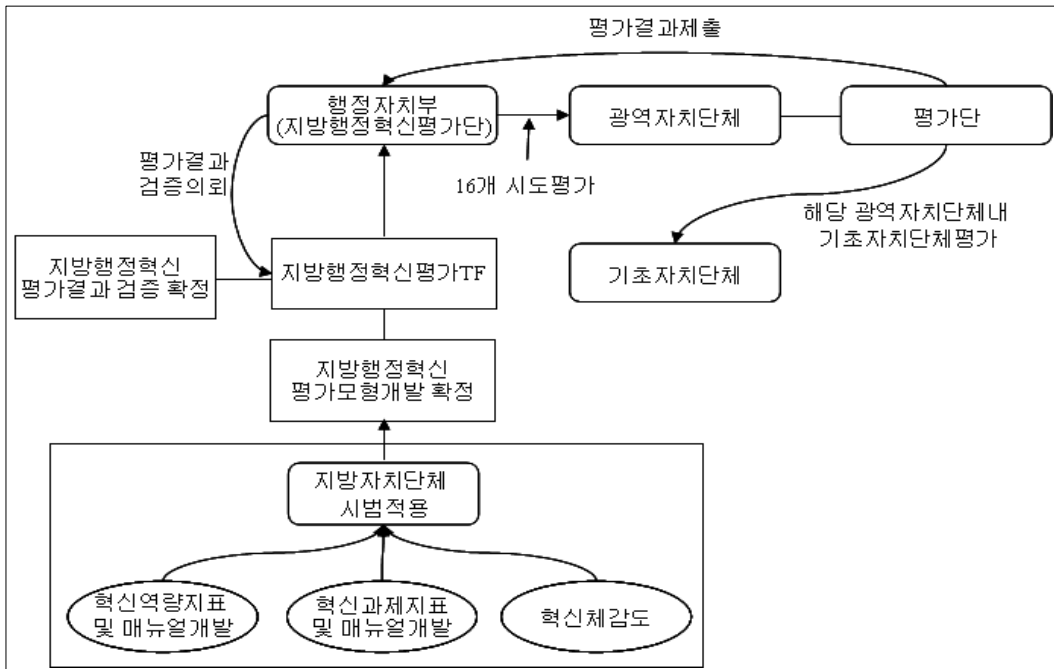 평가결과제출
행정자치부
(지방행정혁신평가단)
광역자치단체
평가단
평가결과
검증의뢰
16개 시도평가
해당 광역자치단체내
기초자치단체평가
지방행정혁신
평가결과 검증 확정
지방행정혁신평가TF
기초자치단체
지방행정혁신
평가모형개발 확정
지방자치단체
시범적용
혁신역량지표
및 매뉴얼개발
혁신과제지표
및 매뉴얼개발
혁신체감도